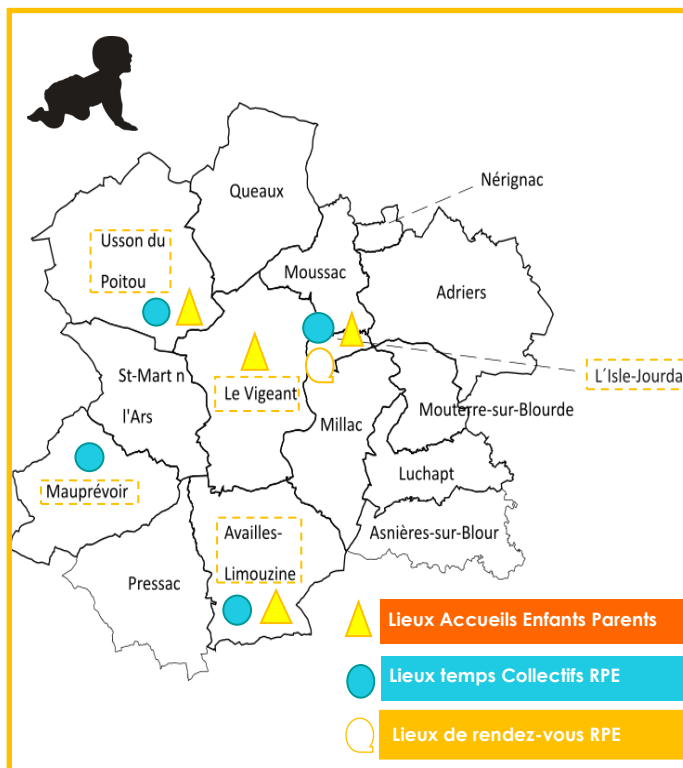 Nérignac
Queaux
Usson du
Poitou
Moussac
Adriers
St-Mart n
l'Ars
Le Vigeant
L´Isle-Jourda
Millac
Mouterre-sur-Blourde
Luchapt
Mauprévoir
Asnières-sur-Blour
Availles-
Limouzine
Pressac
Lieux Accueils Enfants Parents
Lieux temps Collectifs RPE
Lieux de rendez-vous RPE